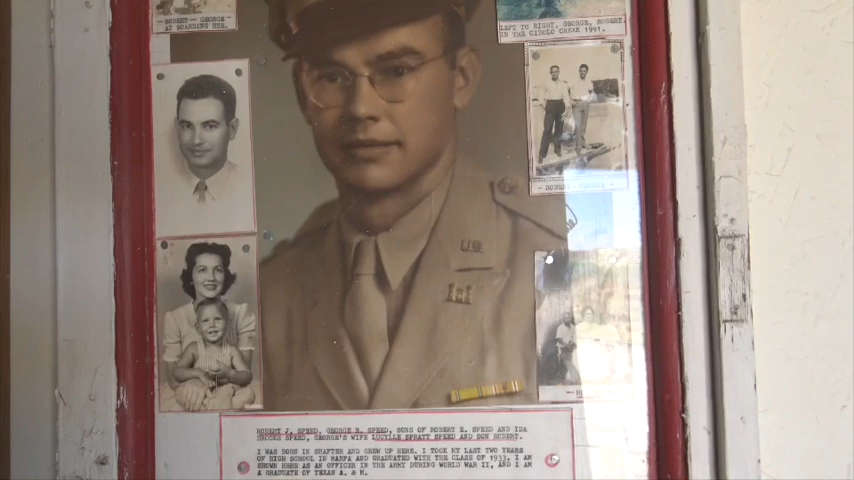 - ROBERT - GEORGE -
AT BOARDING HSE.
LEFT TO RIGHT, GEORGE, ROBERT
IN THE CIBOLO CREEK 1991.
- ROBERT - GEORGE -
U.S
ROBERT J. SPEED, GEORGE E. SPEED, SONS OF ROBERT E. SPEED AND IDA
BROOKS SPEED, GEORGE'S WIFE LUCYLLE SPRATT SPEED AND SON ROBERT.
I WAS BORN IN SHAFTER AND GREW UP HERE. I TOOK MY LAST TWO YEARS
OF HIGH SCHOOL IN MARFA AND GRADUATED WITH THE CLASS OF 1933. I AM
SHOWN HERE AS AN OFFICER IN THE ARMY DURING WORLD WAR II, AND I AM
A GRADUATE OF TEXAS A. & M.